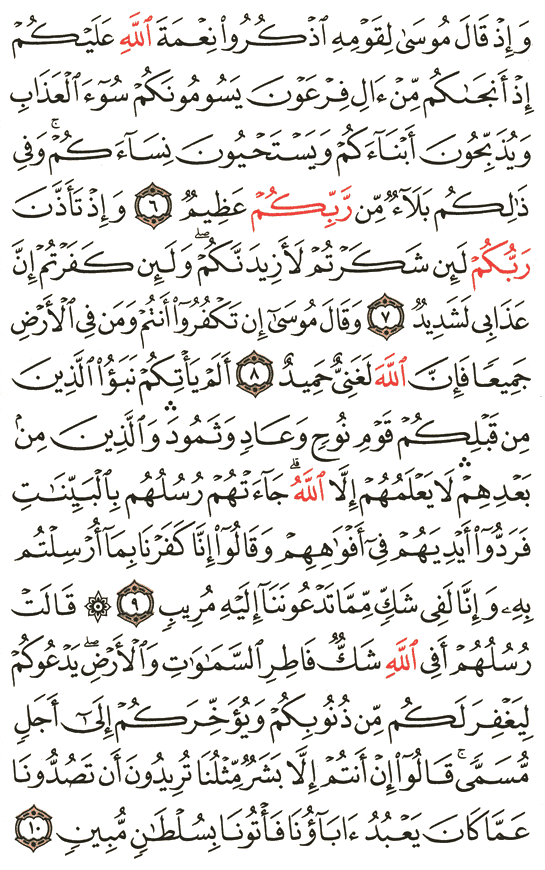 وَإِذۡ قَالَ مُوسَىٰ لِقَوۡمِهِ ٱذۡكُرُواْ نِعۡمَةَ ٱللَّهِ عَلَيۡكُمۡ
إِذۡ أَنجَىٰكُم مِّنۡ ءَالِ فِرۡعَوۡنَ يَسُومُونَكُمۡ سُوٓءَ ٱلۡعَذَابِ
وَيُذَبِّحُونَ أَبۡنَآءَكُمۡ وَيَسۡتَحۡيُونَ نِسَآءَكُمۡۚ وَفِي
ذَٰلِكُم بَلَآءٞ مِّن رَّبِّكُمۡ عَظِيمٞ ٦ وَإِذۡ تَأَذَّنَ
رَبُّكُمۡ لَئِن شَكَرۡتُمۡ لَأَزِيدَنَّكُمۡۖ وَلَئِن كَفَرۡتُمۡ إِنَّ
عَذَابِي لَشَدِيدٞ ٧ وَقَالَ مُوسَىٰٓ إِن تَكۡفُرُوٓاْ أَنتُمۡ وَمَن فِي ٱلۡأَرۡضِ
جَمِيعٗا فَإِنَّ ٱللَّهَ لَغَنِيٌّ حَمِيدٌ ٨ أَلَمۡ يَأۡتِكُمۡ نَبَؤُاْ ٱلَّذِينَ
مِن قَبۡلِكُمۡ قَوۡمِ نُوحٖ وَعَادٖ وَثَمُودَۛ وَٱلَّذِينَ مِنۢ
بَعۡدِهِمۡۛ لَا يَعۡلَمُهُمۡ إِلَّا ٱللَّهُۚ جَآءَتۡهُمۡ رُسُلُهُم بِٱلۡبَيِّنَٰتِ
فَرَدُّوٓاْ أَيۡدِيَهُمۡ فِيٓ أَفۡوَٰهِهِمۡ وَقَالُوٓاْ إِنَّا كَفَرۡنَا بِمَآ أُرۡسِلۡتُم
بِهِۦ وَإِنَّا لَفِي شَكّٖ مِّمَّا تَدۡعُونَنَآ إِلَيۡهِ مُرِيبٖ ٩ ۞ قَالَتۡ
رُسُلُهُمۡ أَفِي ٱللَّهِ شَكّٞ فَاطِرِ ٱلسَّمَٰوَٰتِ وَٱلۡأَرۡضِۖ يَدۡعُوكُمۡ
لِيَغۡفِرَ لَكُم مِّن ذُنُوبِكُمۡ وَيُؤَخِّرَكُمۡ إِلَىٰٓ أَجَلٖ
مُّسَمّٗىۚ قَالُوٓاْ إِنۡ أَنتُمۡ إِلَّا بَشَرٞ مِّثۡلُنَا تُرِيدُونَ أَن تَصُدُّونَا
عَمَّا كَانَ يَعۡبُدُ ءَابَآؤُنَا فَأۡتُونَا بِسُلۡطَٰنٖ مُّبِينٖ ١٠